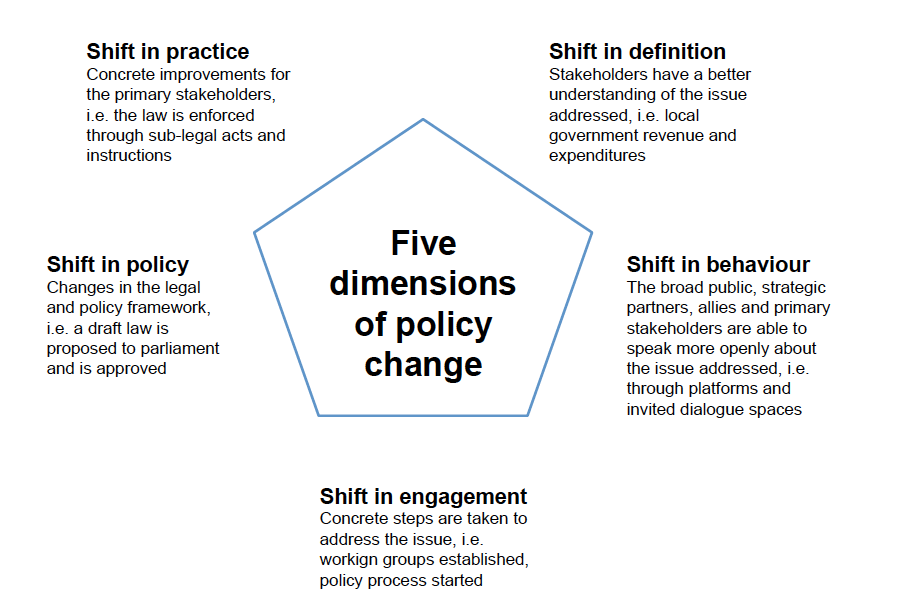 Shift in practice
Concrete improvements for
the primary stakeholders,
i.e. the law is enforced
through sub-legal acts and
instructions
Shift in definition
Stakeholders have a better
understanding of the issue
addressed, i.e. local
government revenue and
expenditures
Five
dimensions
of policy
change
Shift in policy
Changes in the legal
and policy framework,
i.e. a draft law is
proposed to parliament
and is approved
Shift in behaviour
The broad public, strategic
partners, allies and primary
stakeholders are able to
speak more openly about
the issue addressed, i.e.
through platforms and
invited dialogue spaces
Shift in engagement
Concrete steps are taken to
address the issue, i.e.
workign groups established,
policy process started